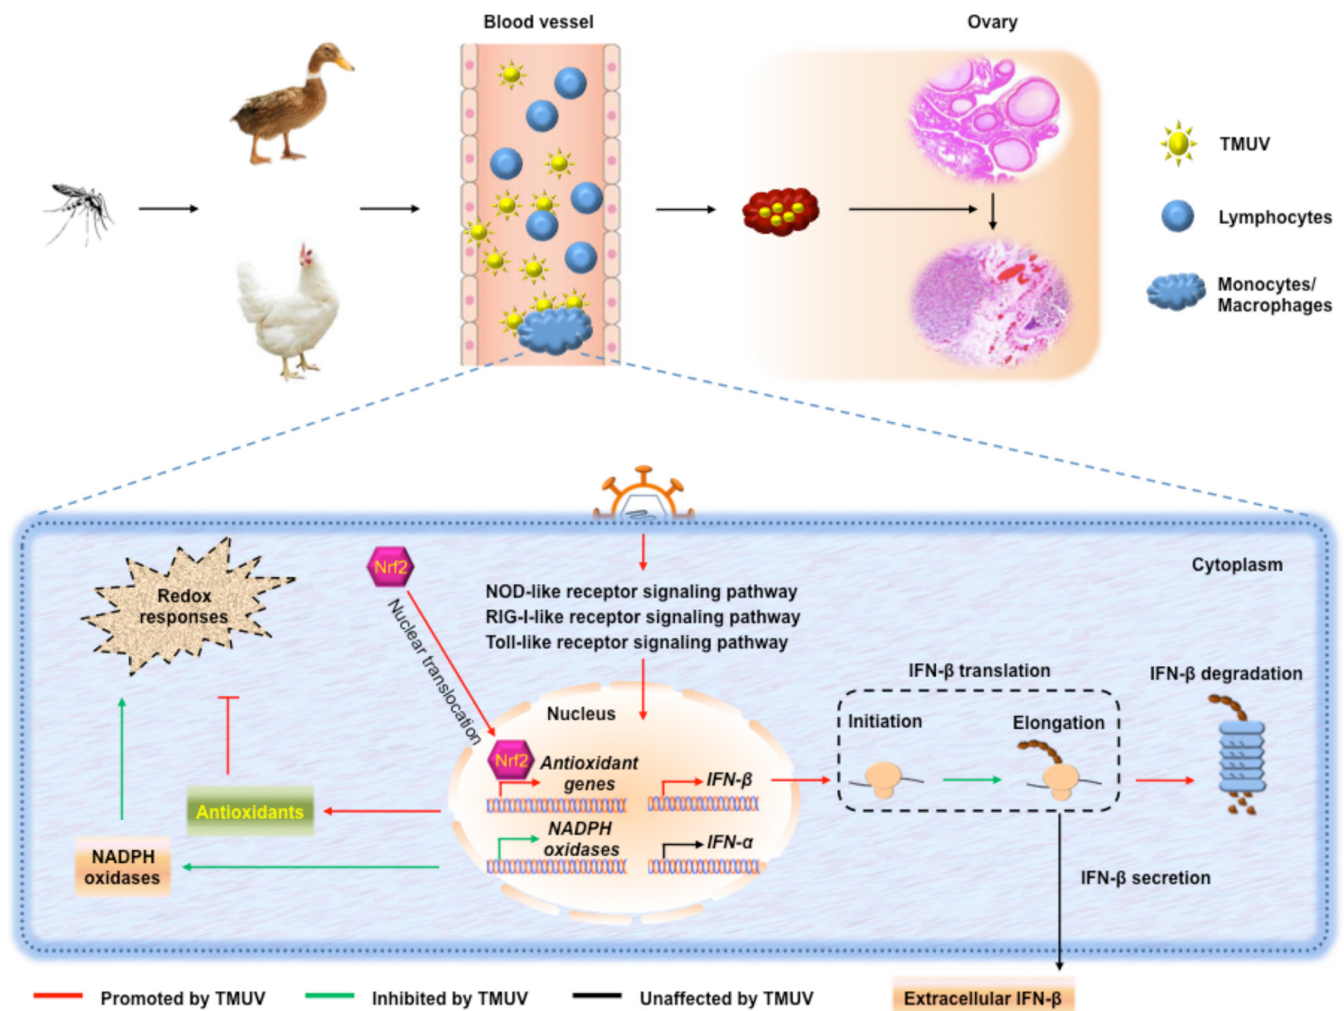 Blood vessel
Ovary
TMUV
Lymphocytes
Monocytes/
Macrophages
Cytoplasm
Redox
responses
Nrf2
Nuclear translocation
NOD-like receptor signaling pathway
RIG-I-like receptor signaling pathway
Toll-like receptor signaling pathway
IFN-β translation
IFN-β degradation
Nucleus
Initiation
Elongation
Nrf2
Antioxidant
genes
IFN-β
Antioxidants
NADPH
oxidases
IFN-α
NADPH
oxidases
IFN-β secretion
Promoted by TMUV
Inhibited by TMUV
Unaffected by TMUV
Extracellular IFN-β